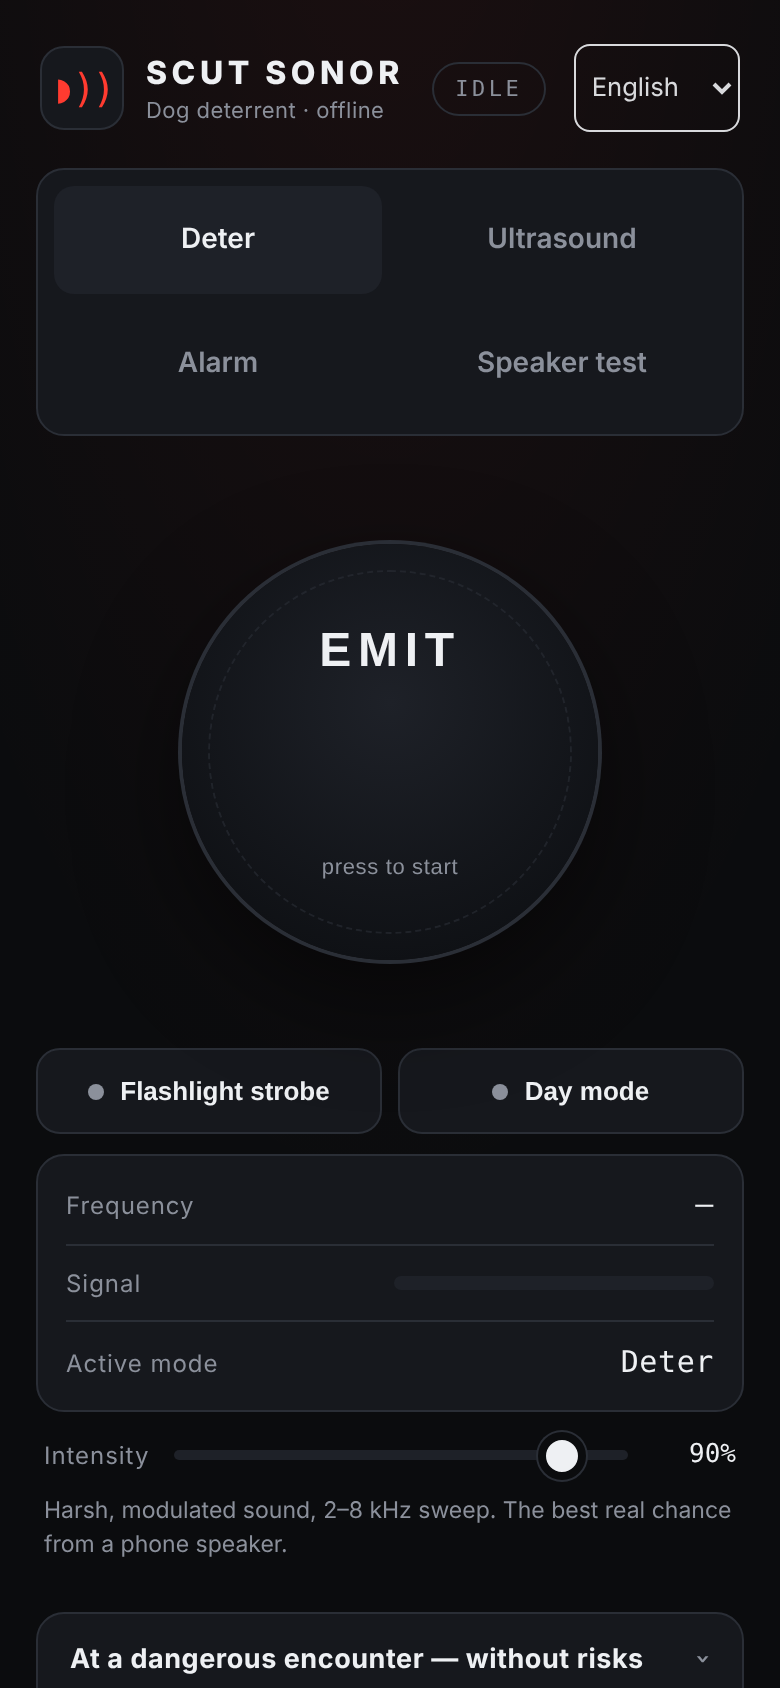 SCUT SONOR
Dog deterrent · offline
IDLE
English
Deter
Ultrasound
Alarm
Speaker test
EMIT
press to start
Flashlight strobe
Day mode
Frequency
—
Signal
Active mode
Deter
Intensity
90%
Harsh, modulated sound, 2–8 kHz sweep. The best real chance
from a phone speaker.
At a dangerous encounter — without risks